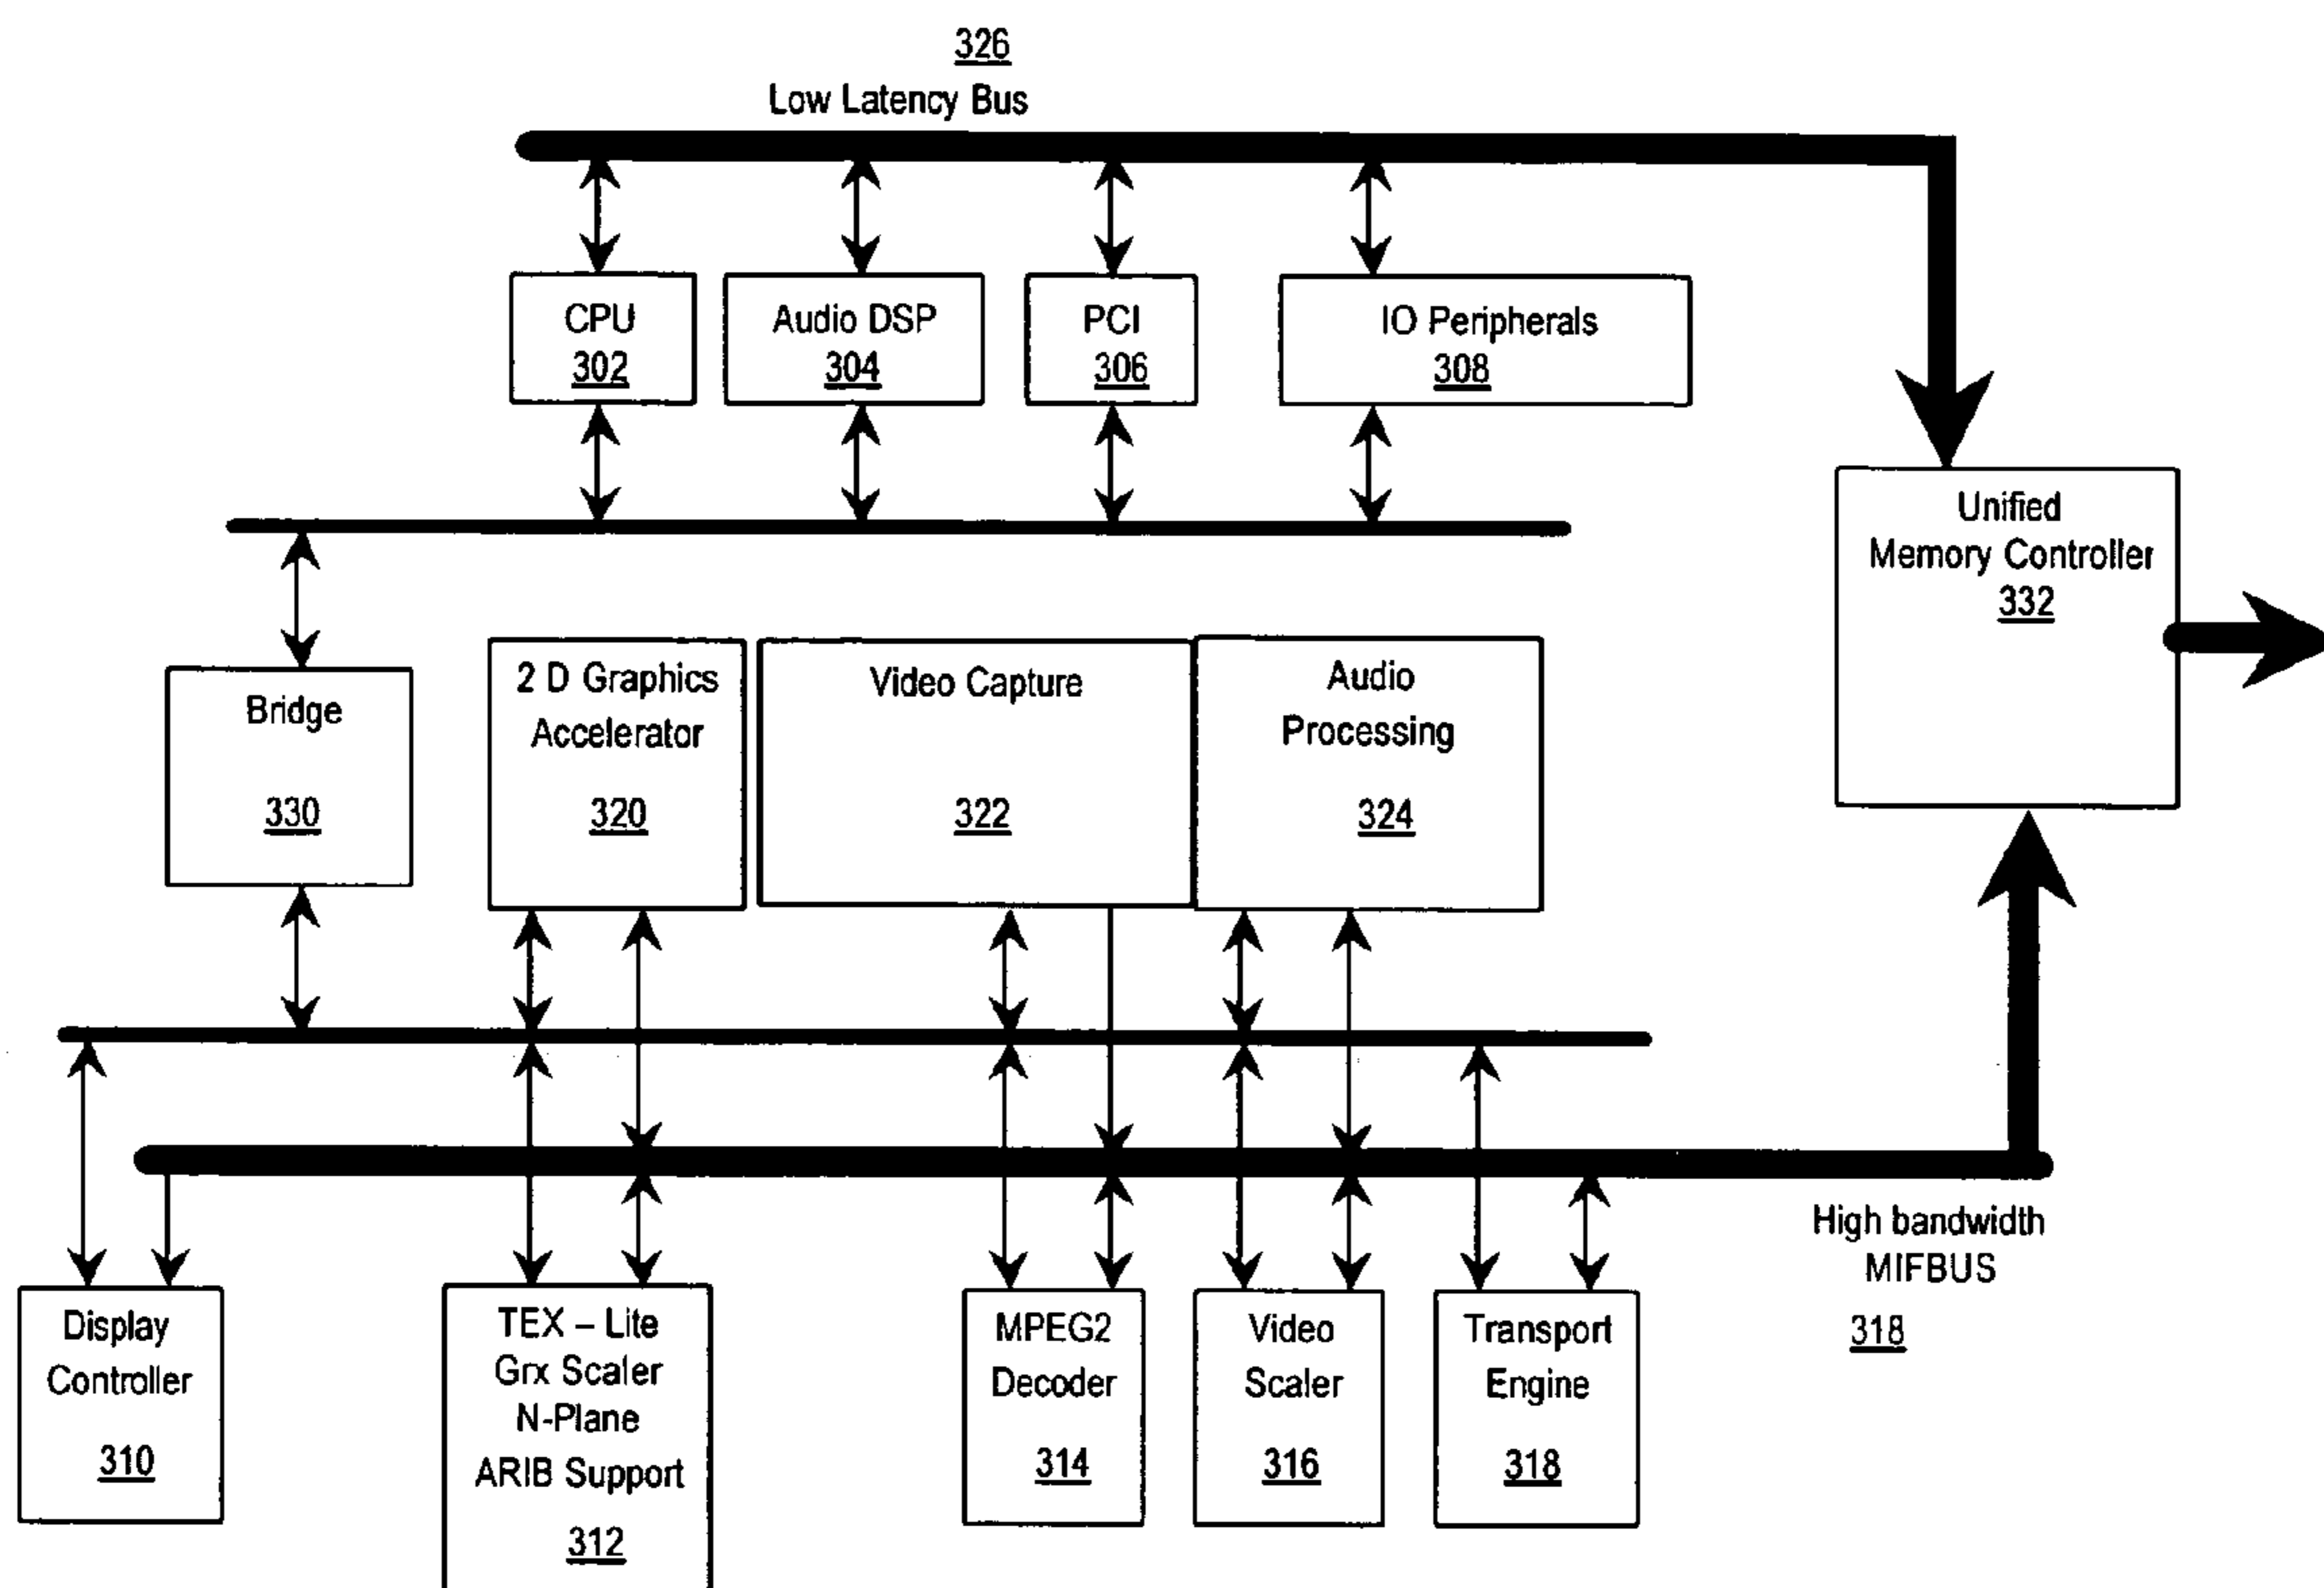 326
Low Latency Bus
CPU
302
Audio DSP
304
PCI
306
IO Peripherals
308
Unified
Memory Controller
332
Bridge
330
2 D Graphics
Accelerator
320
Video Capture
322
Audio
Processing
324
High bandwidth
MIFBUS
318
Display
Controller
310
TEX – Lite
Grx Scaler
N-Plane
ARIB Support
312
MPEG2
Decoder
314
Video
Scaler
316
Transport
Engine
318